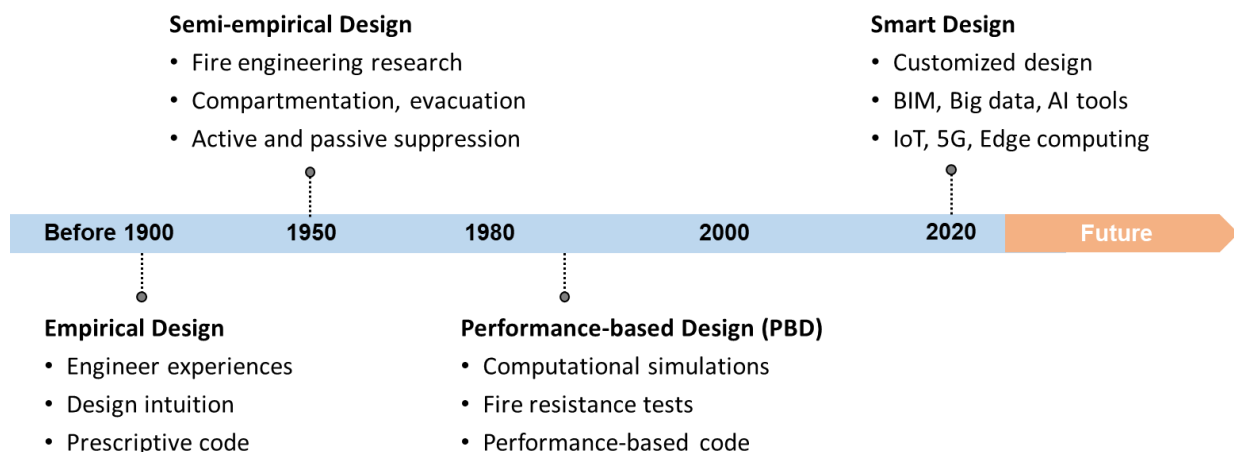 Semi-empirical Design
• Fire engineering research
• Compartmentation, evacuation
• Active and passive suppression
Smart Design
• Customized design
• BIM, Big data, AI tools
• IoT, 5G, Edge computing
Before 1900 1950 1980 2000 2020 Future
Empirical Design
• Engineer experiences
• Design intuition
• Prescriptive code
Performance-based Design (PBD)
• Computational simulations
• Fire resistance tests
• Performance-based code